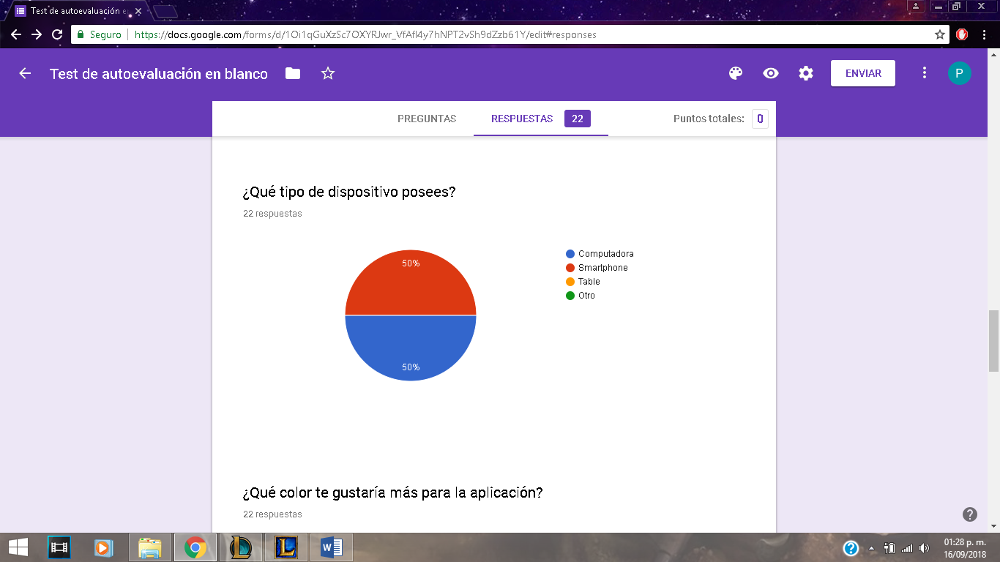 Test de autoevaluación e
Seguro
https://docs.google.com/forms/d/1Oi1qGuXzSc7OXYRJwr_VfAfl4y7hNPT2vSh9dZzb61Y/edit#responses
Test de autoevaluación en blanco
ENVIAR
P
PREGUNTAS
RESPUESTAS 22
Puntos totales: 0
¿Qué tipo de dispositivo posees?
22 respuestas
50%
50%
Computadora
Smartphone
Table
Otro
¿Qué color te gustaría más para la aplicación?
22 respuestas
01:28 p. m.
16/09/2018